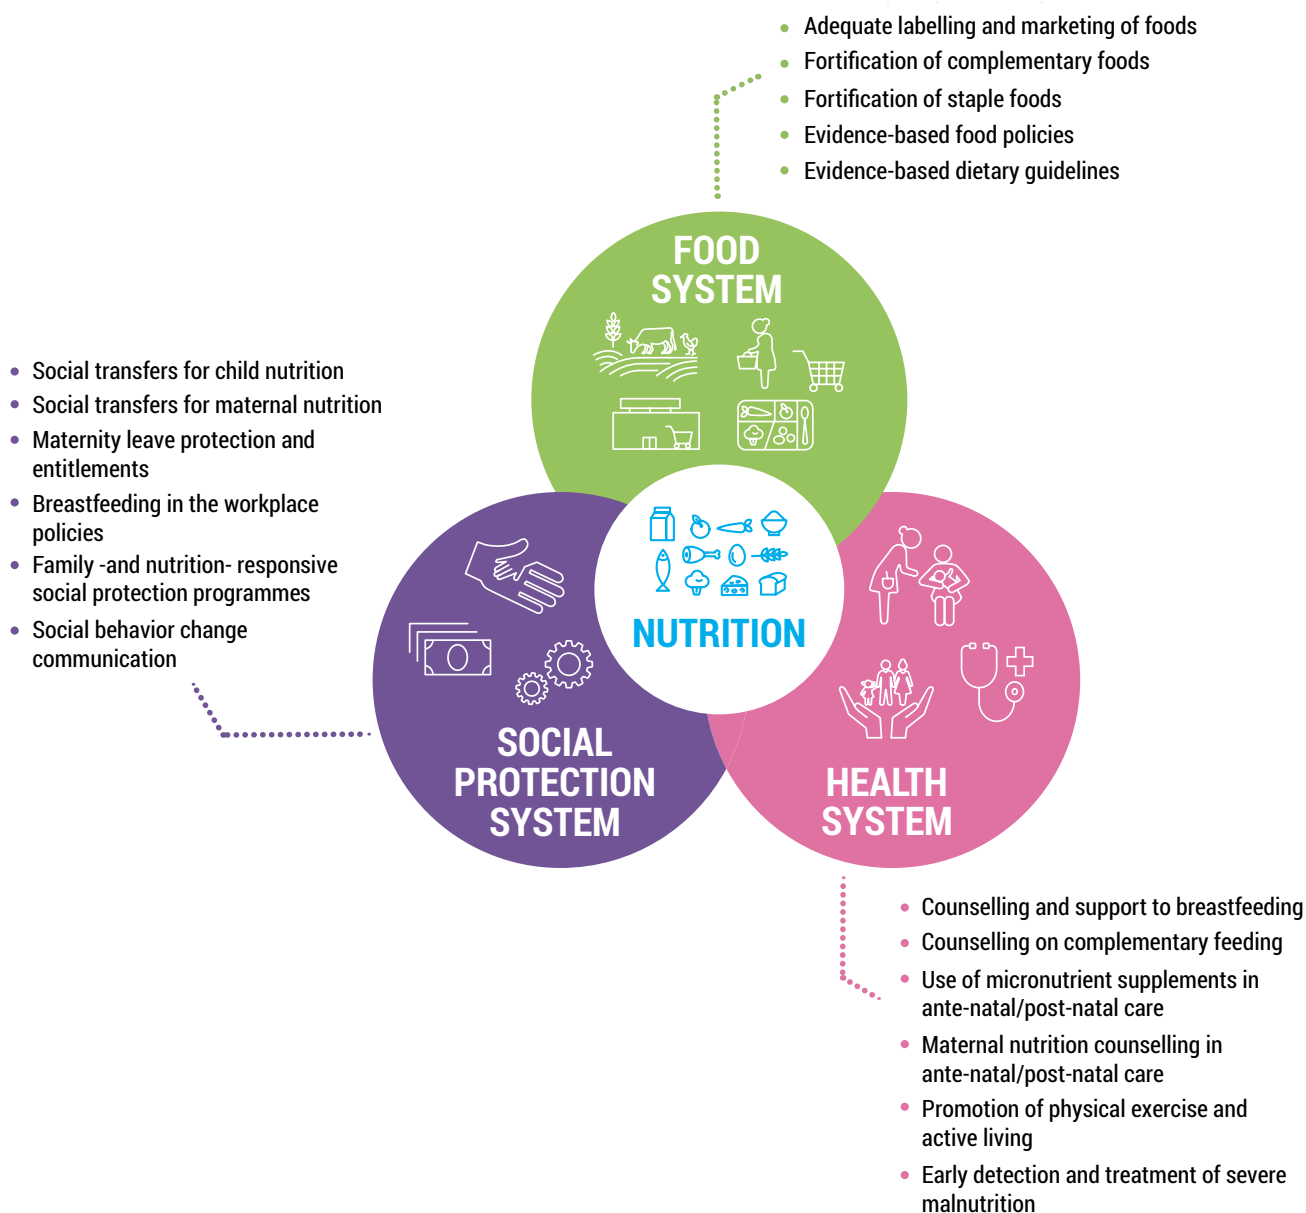 Adequate labelling and marketing of foods
Fortification of complementary foods
Fortification of staple foods
Evidence-based food policies
Evidence-based dietary guidelines
FOOD
SYSTEM
Social transfers for child nutrition
Social transfers for maternal nutrition
Maternity leave protection and
entitlements
Breastfeeding in the workplace
policies
Family -and nutrition- responsive
social protection programmes
Social behavior change
communication
NUTRITION
SOCIAL
PROTECTION
SYSTEM
HEALTH
SYSTEM
Counselling and support to breastfeeding
Counselling on complementary feeding
Use of micronutrient supplements in
ante-natal/post-natal care
Maternal nutrition counselling in
ante-natal/post-natal care
Promotion of physical exercise and
active living
Early detection and treatment of severe
malnutrition